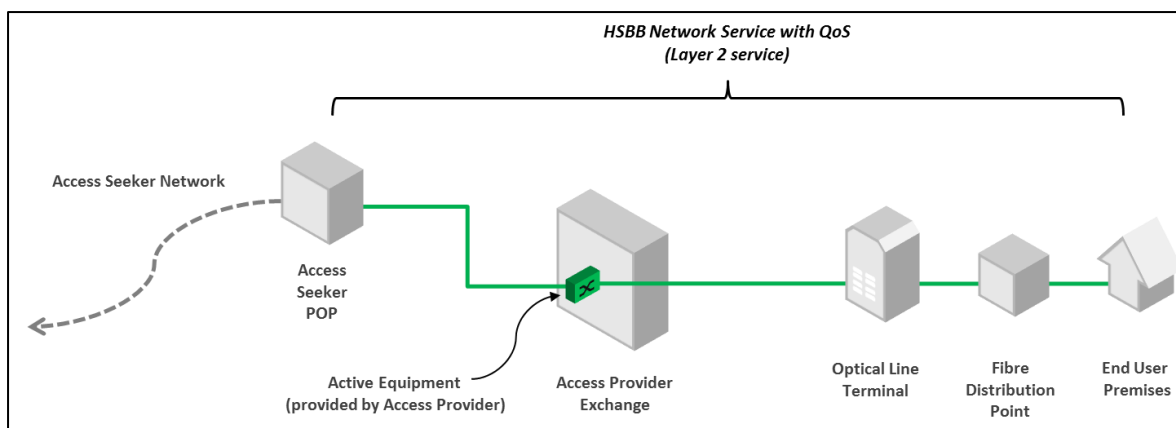 HSBB Network Service with QoS
(Layer 2 service)
Access Seeker Network
Access
Seeker
POP
Active Equipment
(provided by Access Provider)
Access Provider
Exchange
Optical Line
Terminal
Fibre
Distribution
Point
End User
Premises